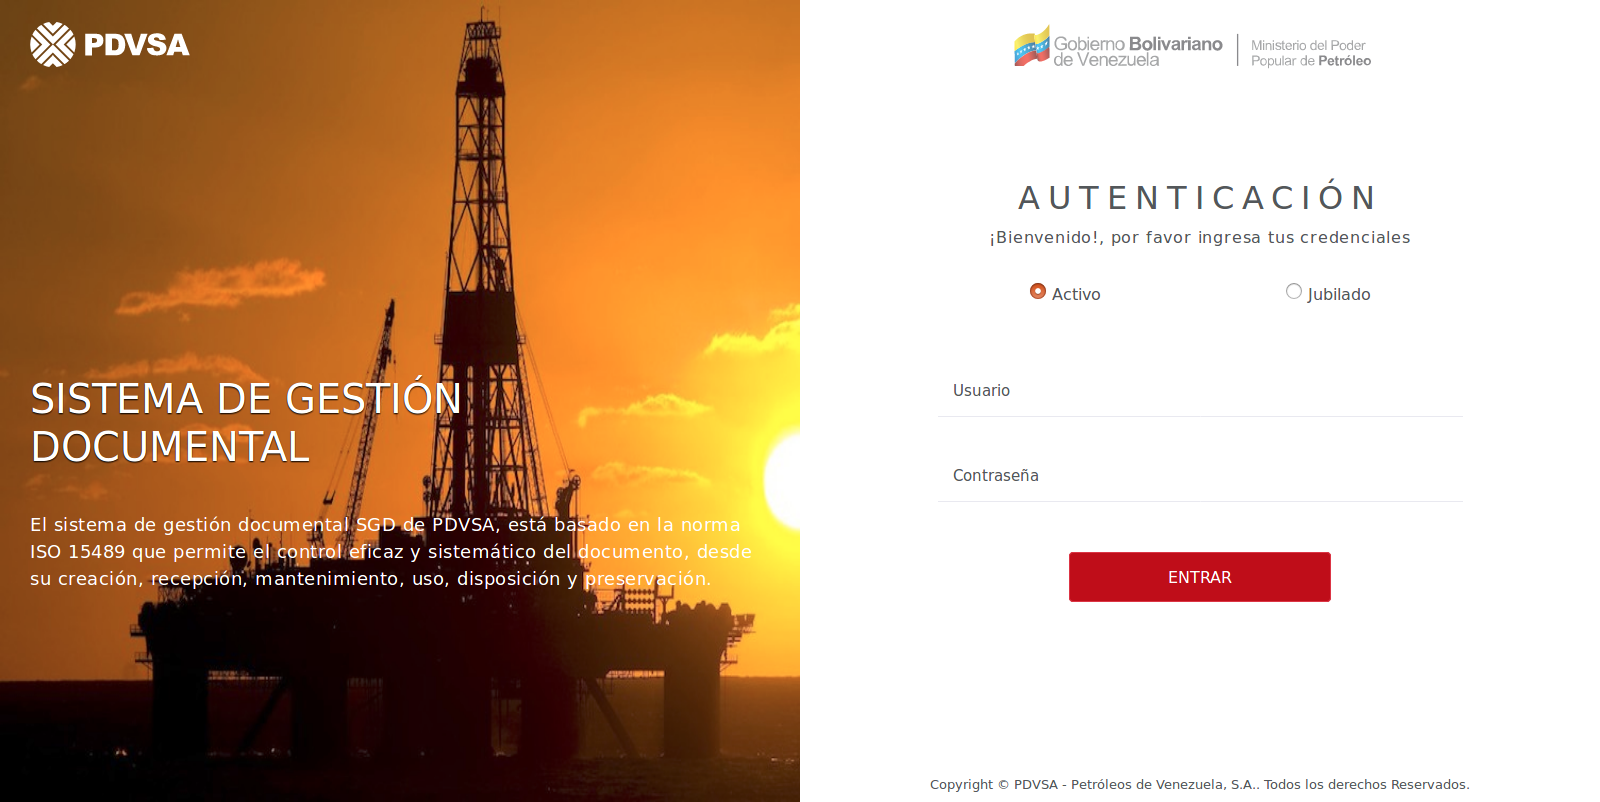 PDVSA
SISTEMA DE GESTIÓN
DOCUMENTAL
El sistema de gestión documental SGD de PDVSA, está basado en la norma
ISO 15489 que permite el control eficaz y sistemático del documento, desde
su creación, recepción, mantenimiento, uso, disposición y preservación.
Gobierno Bolivariano
de Venezuela
Ministerio del Poder
Popular de Petróleo
AUTENTICACIÓN
¡Bienvenido!, por favor ingresa tus credenciales
Activo
Jubilado
Usuario
Contraseña
ENTRAR
Copyright © PDVSA - Petróleos de Venezuela, S.A.. Todos los derechos Reservados.